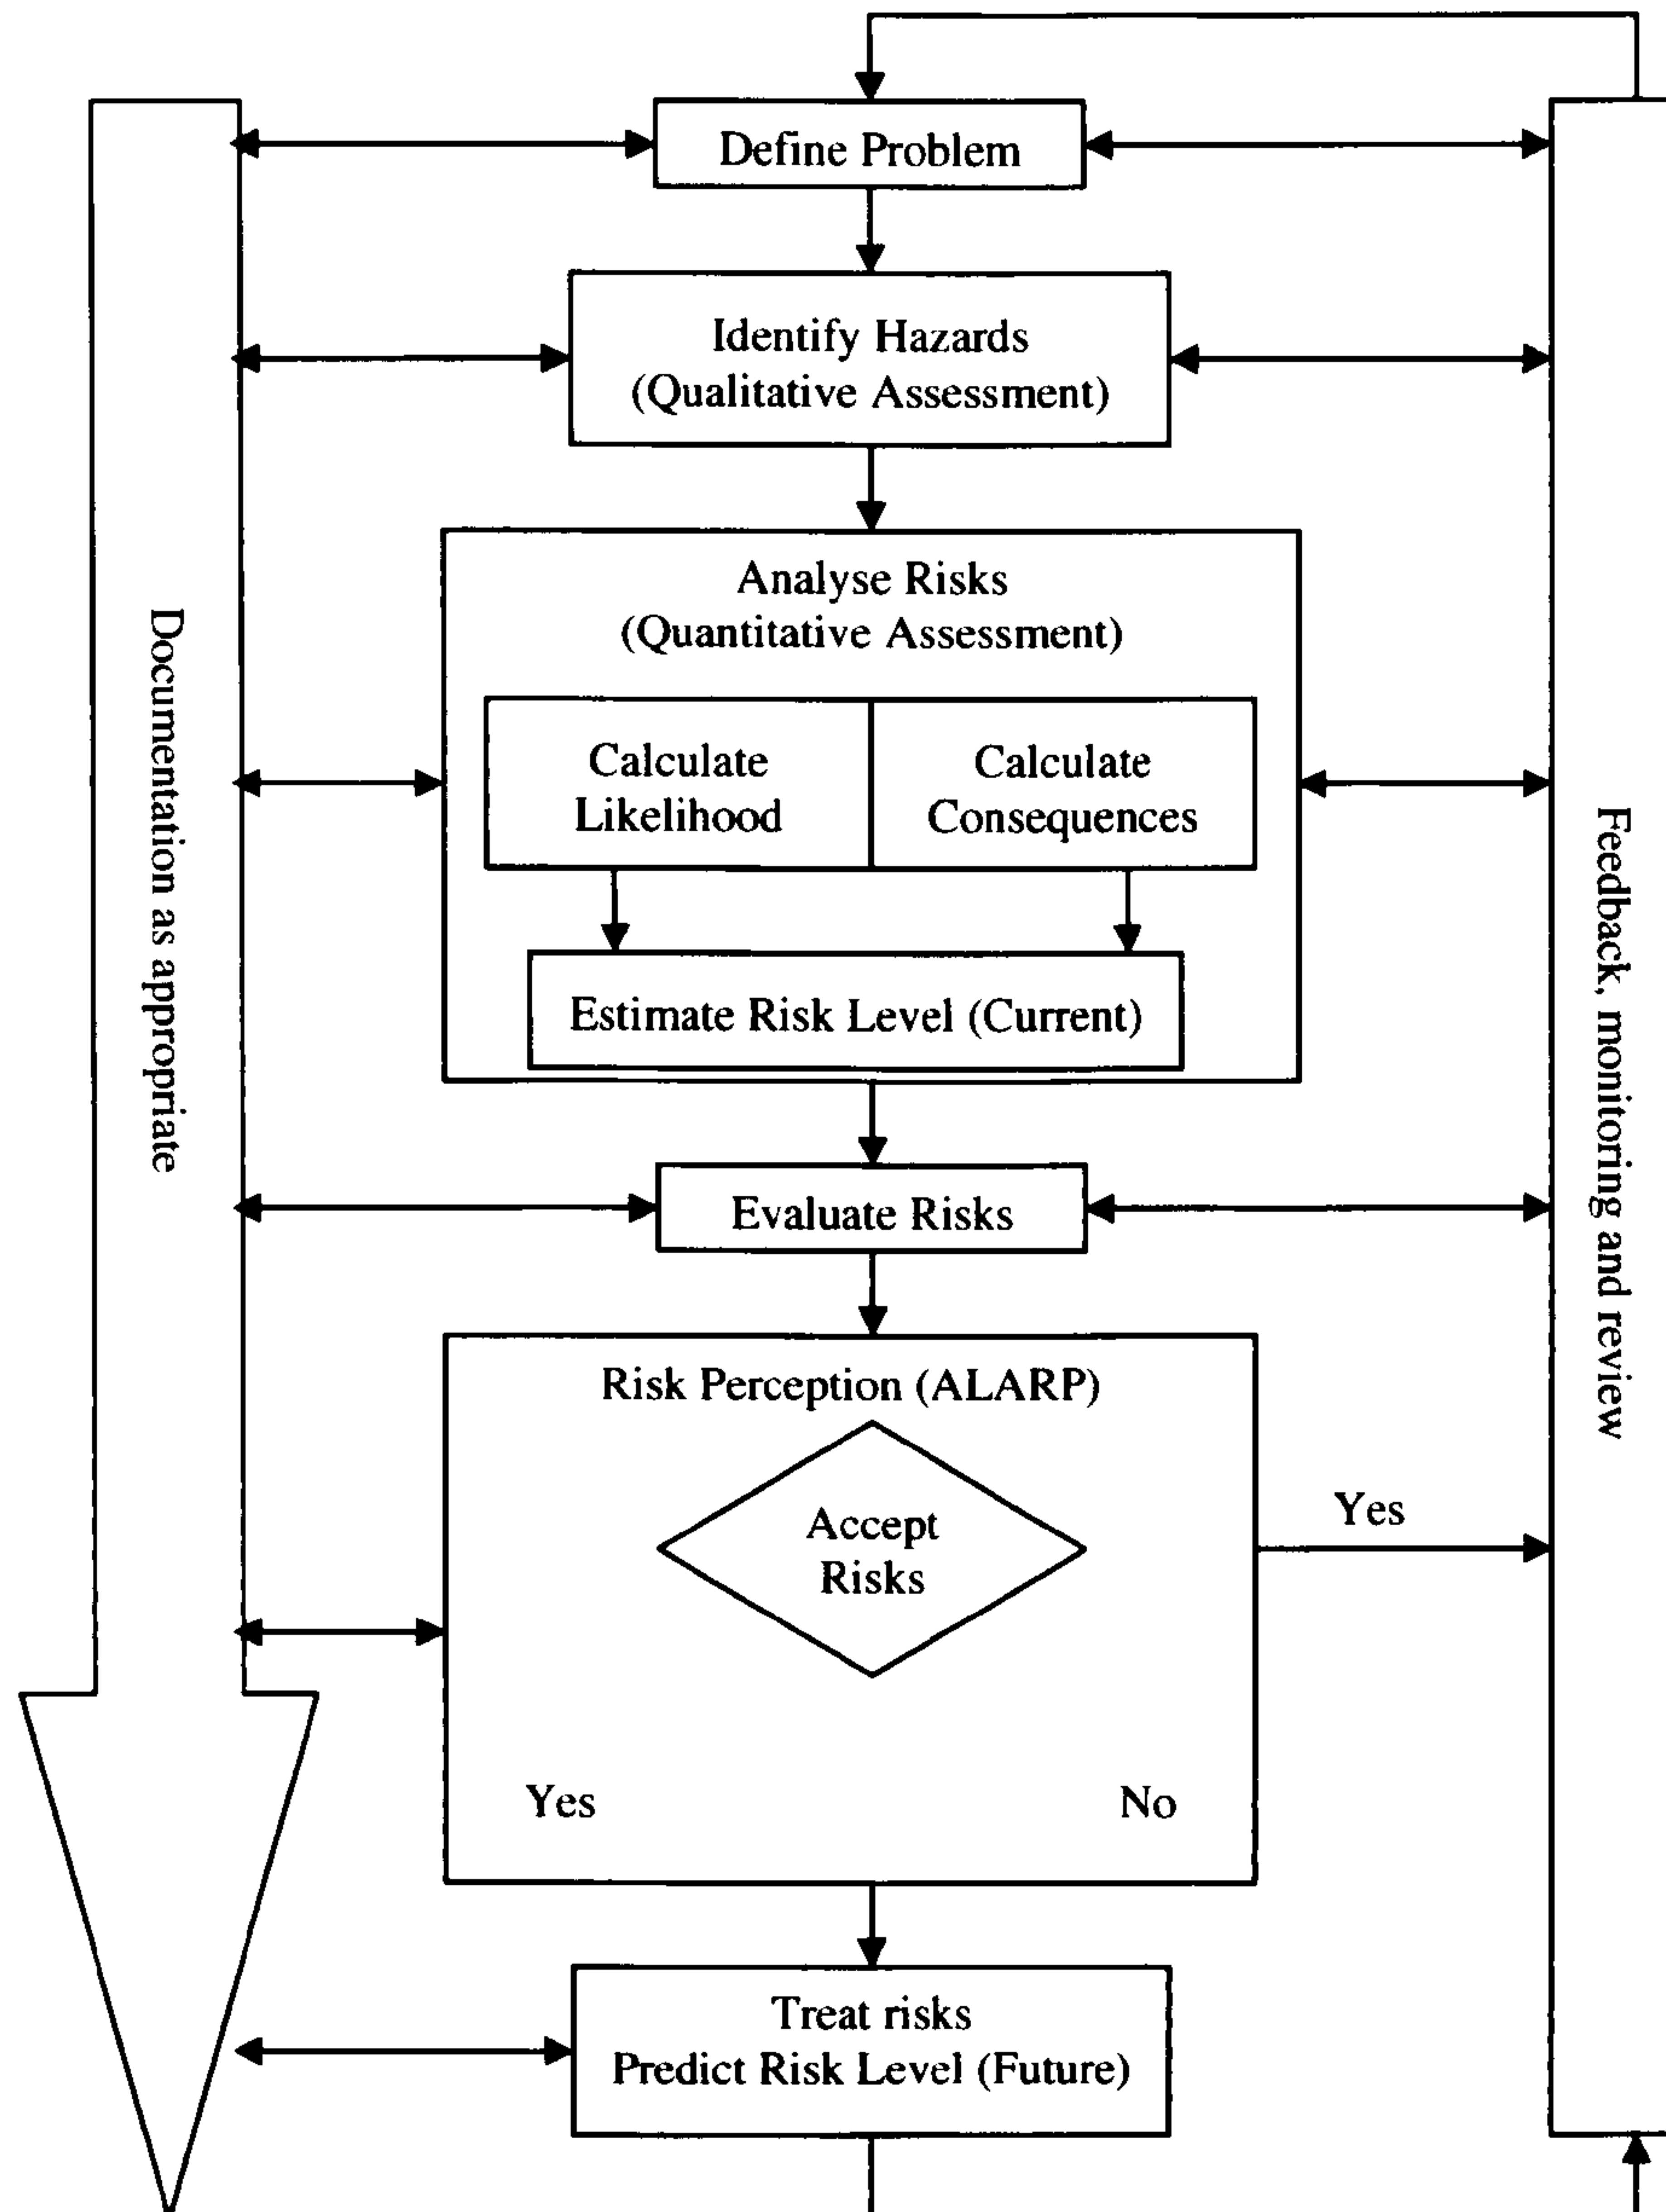 Define Problem
Identify Hazards
(Qualitative Assessment)
Analyse Risks
(Quantitative Assessment)
Calculate
Likelihood
Calculate
Consequences
Estimate Risk Level (Current)
Evaluate Risks
Risk Perception (ALARP)
Accept
Risks
Yes
No
Yes
Treat risks
Predict Risk Level (Future)
Documentation as appropriate
Feedback, monitoring and review